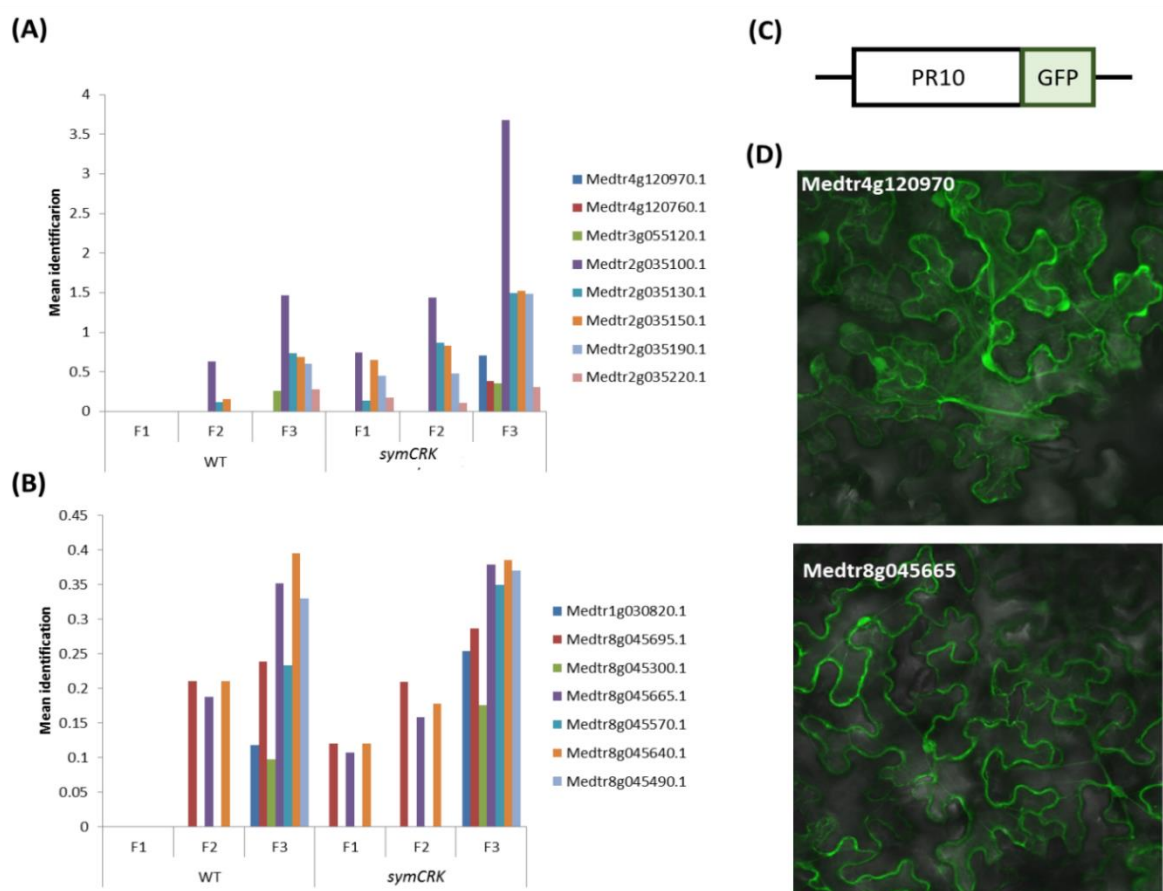 (A)
Mean identificarion
4
3.5
3
2.5
2
1.5
1
0.5
0
F1 F2 F3 F1 F2 F3
WT symCRK
Medtr4g120970.1
Medtr4g120760.1
Medtr3g055120.1
Medtr2g035100.1
Medtr2g035130.1
Medtr2g035150.1
Medtr2g035190.1
Medtr2g035220.1
(B)
Mean identification
0.45
0.4
0.35
0.3
0.25
0.2
0.15
0.1
0.05
0
F1 F2 F3 F1 F2 F3
WT symCRK
Medtr1g030820.1
Medtr8g045695.1
Medtr8g045300.1
Medtr8g045665.1
Medtr8g045570.1
Medtr8g045640.1
Medtr8g045490.1
(C)
PR10 GFP
(D)
Medtr4g120970
Medtr8g045665